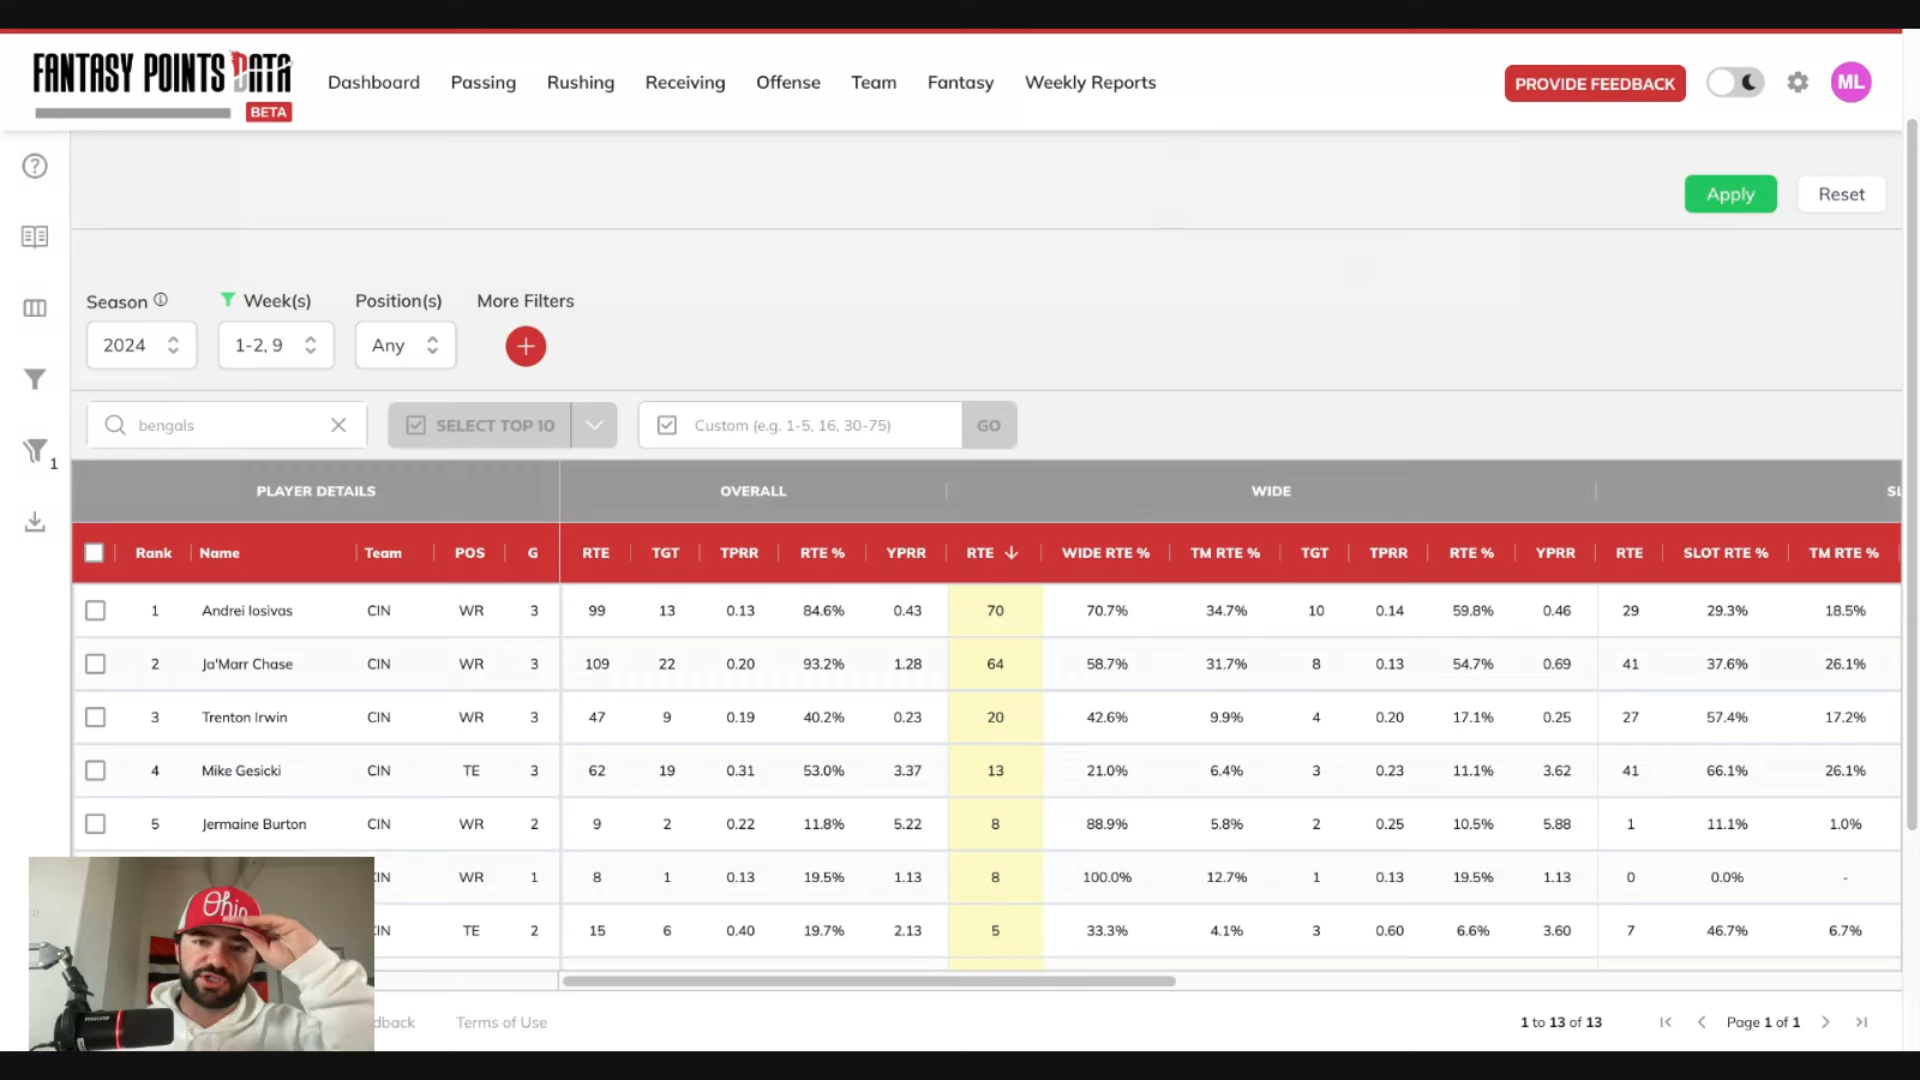 FANTASY POINTS DATA
BETA
Dashboard Passing Rushing Receiving Offense Team Fantasy Weekly Reports
PROVIDE FEEDBACK
ML
Apply Reset
Season Week(s) Position(s) More Filters
2024 1-2, 9 Any
bengals SELECT TOP 10 Custom (e.g. 1-5, 16, 30-75) GO
1
PLAYER DETAILS OVERALL WIDE
Rank Name Team POS G RTE TGT TPRR RTE % YPRR RTE WIDE RTE % TM RTE % TGT TPRR RTE % YPRR RTE SLOT RTE % TM RTE %
1 Andrei Iosivas CIN WR 3 99 13 0.13 84.6% 0.43 70 70.7% 34.7% 10 0.14 59.8% 0.46 29 29.3% 18.5%
2 Ja'Marr Chase CIN WR 3 109 22 0.20 93.2% 1.28 64 58.7% 31.7% 8 0.13 54.7% 0.69 41 37.6% 26.1%
3 Trenton Irwin CIN WR 3 47 9 0.19 40.2% 0.23 20 42.6% 9.9% 4 0.20 17.1% 0.25 27 57.4% 17.2%
4 Mike Gesicki CIN TE 3 62 19 0.31 53.0% 3.37 13 21.0% 6.4% 3 0.23 11.1% 3.62 41 66.1% 26.1%
5 Jermaine Burton CIN WR 2 9 2 0.22 11.8% 5.22 8 88.9% 5.8% 2 0.25 10.5% 5.88 1 11.1% 1.0%
WR 1 8 1 0.13 19.5% 1.13 8 100.0% 12.7% 1 0.13 19.5% 1.13 0 0.0% -
TE 2 15 6 0.40 19.7% 2.13 5 33.3% 4.1% 3 0.60 6.6% 3.60 7 46.7% 6.7%
Ohio
Terms of Use
1 to 13 of 13 Page 1 of 1